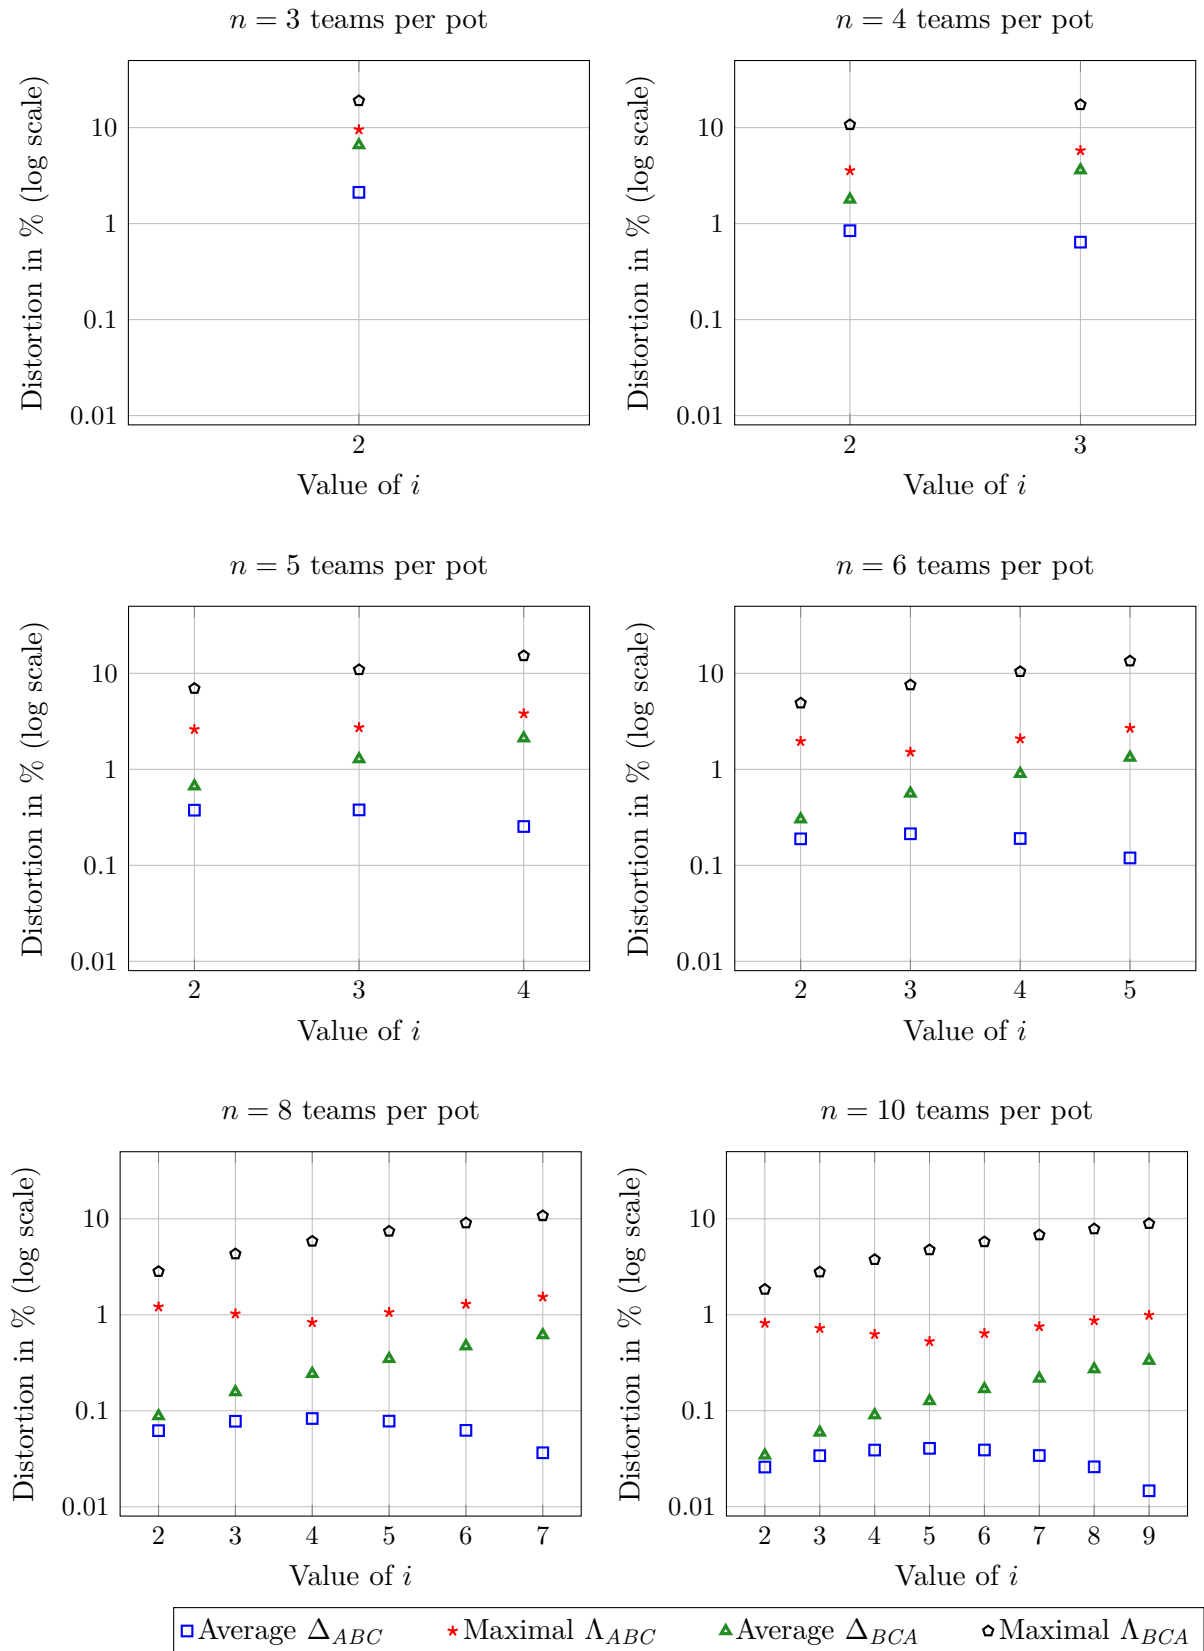 n = 3 teams per pot
Distortion in % (log scale)
10
1
0.1
0.01
2
Value of i
n = 4 teams per pot
Distortion in % (log scale)
10
1
0.1
0.01
2 3
Value of i
n = 5 teams per pot
Distortion in % (log scale)
10
1
0.1
0.01
2 3 4
Value of i
n = 6 teams per pot
Distortion in % (log scale)
10
1
0.1
0.01
2 3 4 5
Value of i
n = 8 teams per pot
Distortion in % (log scale)
10
1
0.1
0.01
2 3 4 5 6 7
Value of i
n = 10 teams per pot
Distortion in % (log scale)
10
1
0.1
0.01
2 3 4 5 6 7 8 9
Value of i
Average Δ_ABC Maximal Λ_ABC Average Δ_BCA Maximal Λ_BCA